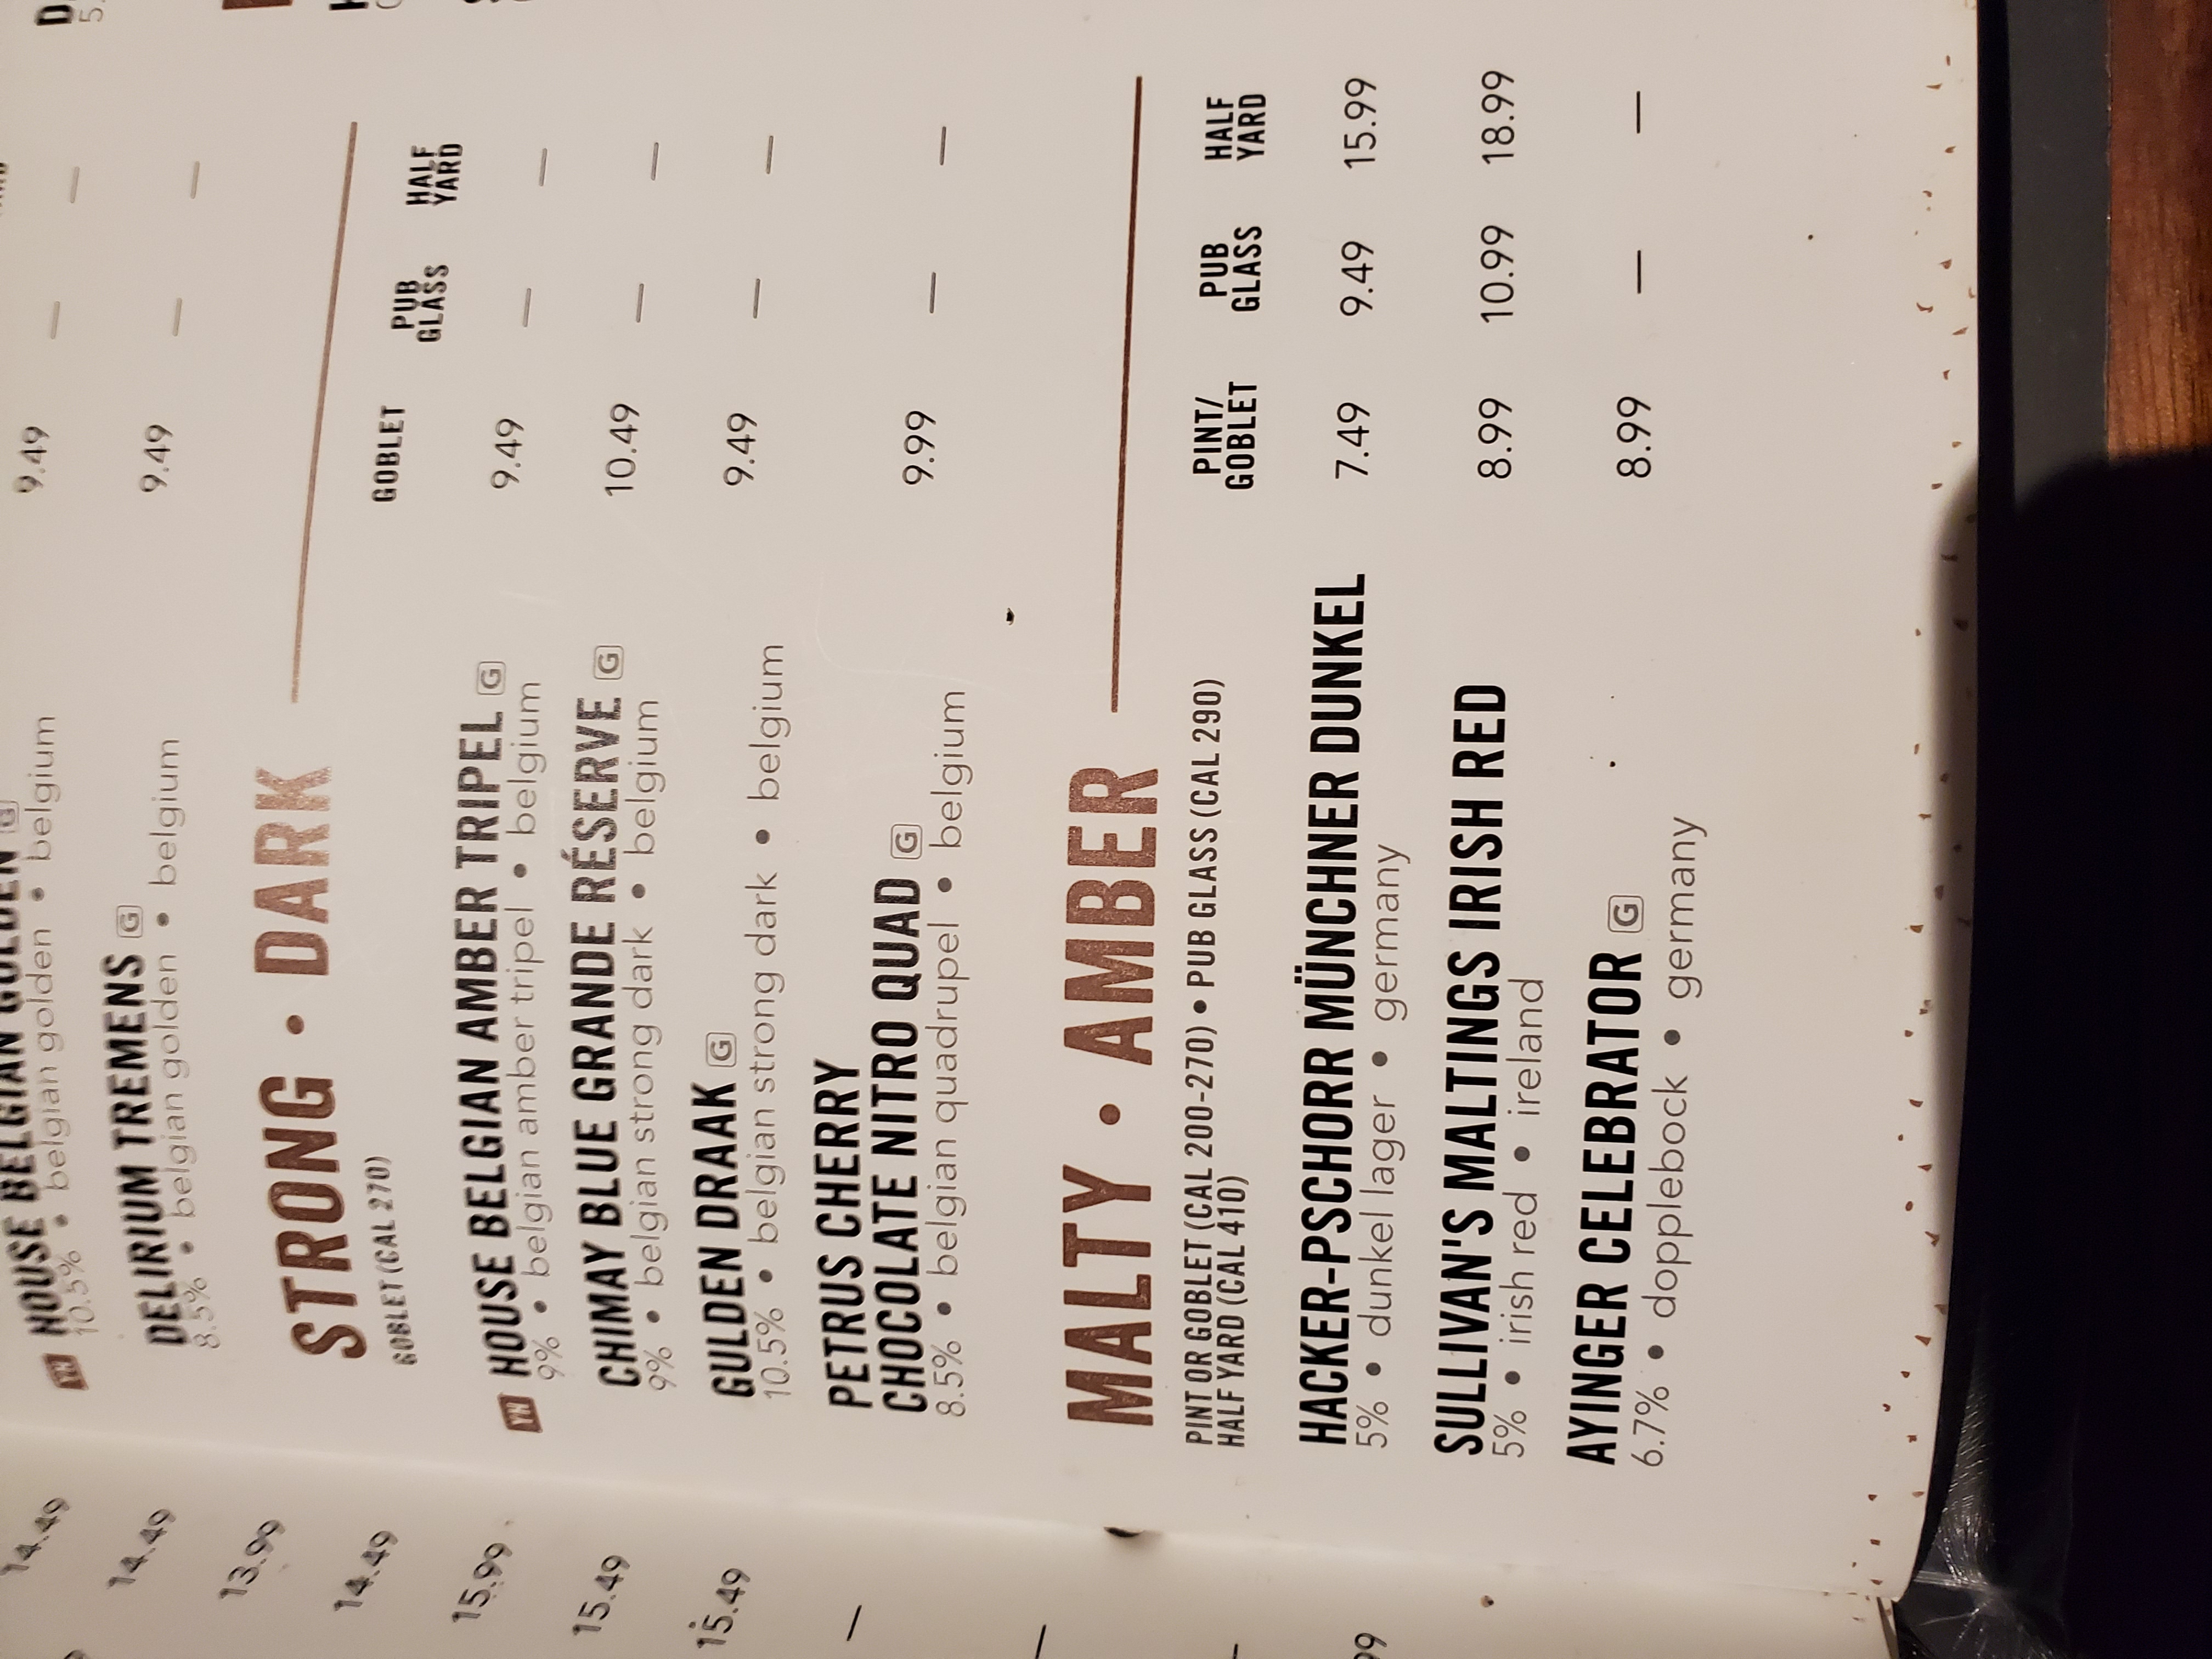 9.49
HOUSE BELGIAN GOLDEN G
10.5% • belgian golden • belgium — —
DELIRIUM TREMENS G 9.49 — —
8.5% • belgian golden • belgium
STRONG • DARK
GOBLET (CAL 270) GOBLET PUB GLASS HALF YARD
YH HOUSE BELGIAN AMBER TRIPEL G 9.49 — —
9% • belgian amber tripel • belgium
CHIMAY BLUE GRANDE RÉSERVE G 10.49 — —
9% • belgian strong dark • belgium
GULDEN DRAAK G 9.49 — —
10.5% • belgian strong dark • belgium
PETRUS CHERRY
CHOCOLATE NITRO QUAD G 9.99 — —
8.5% • belgian quadrupel • belgium
MALTY • AMBER
PINT OR GOBLET (CAL 200-270) • PUB GLASS (CAL 290) PINT/ PUB HALF
HALF YARD (CAL 410) GOBLET GLASS YARD
HACKER-PSCHORR MÜNCHNER DUNKEL 7.49 9.49 15.99
5% • dunkel lager • germany
SULLIVAN'S MALTINGS IRISH RED 8.99 10.99 18.99
5% • irish red • ireland
AYINGER CELEBRATOR G 8.99 — —
6.7% • dopplebock • germany
14.49
14.49
13.99
14.49
15.99
15.49
15.49
—
—